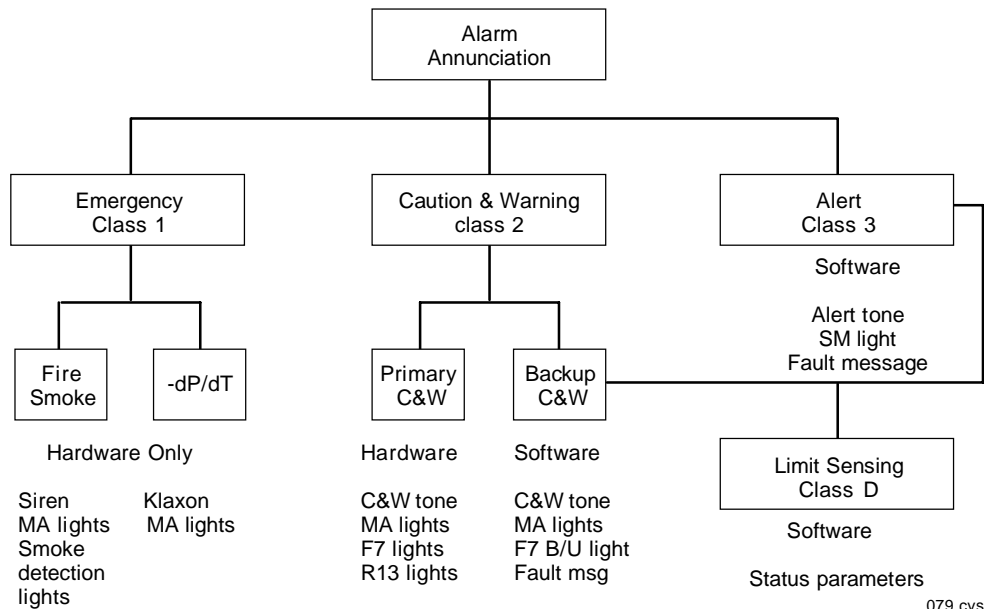 Alarm
Annunciation
Emergency
Class 1
Caution & Warning
class 2
Alert
Class 3
Software
Alert tone
SM light
Fault message
Fire
Smoke
-dP/dT
Primary
C&W
Backup
C&W
Hardware Only
Siren
MA lights
Smoke
detection
lights
Klaxon
MA lights
Hardware
C&W tone
MA lights
F7 lights
R13 lights
Software
C&W tone
MA lights
F7 B/U light
Fault msg
Limit Sensing
Class D
Software
Status parameters
079.cvs